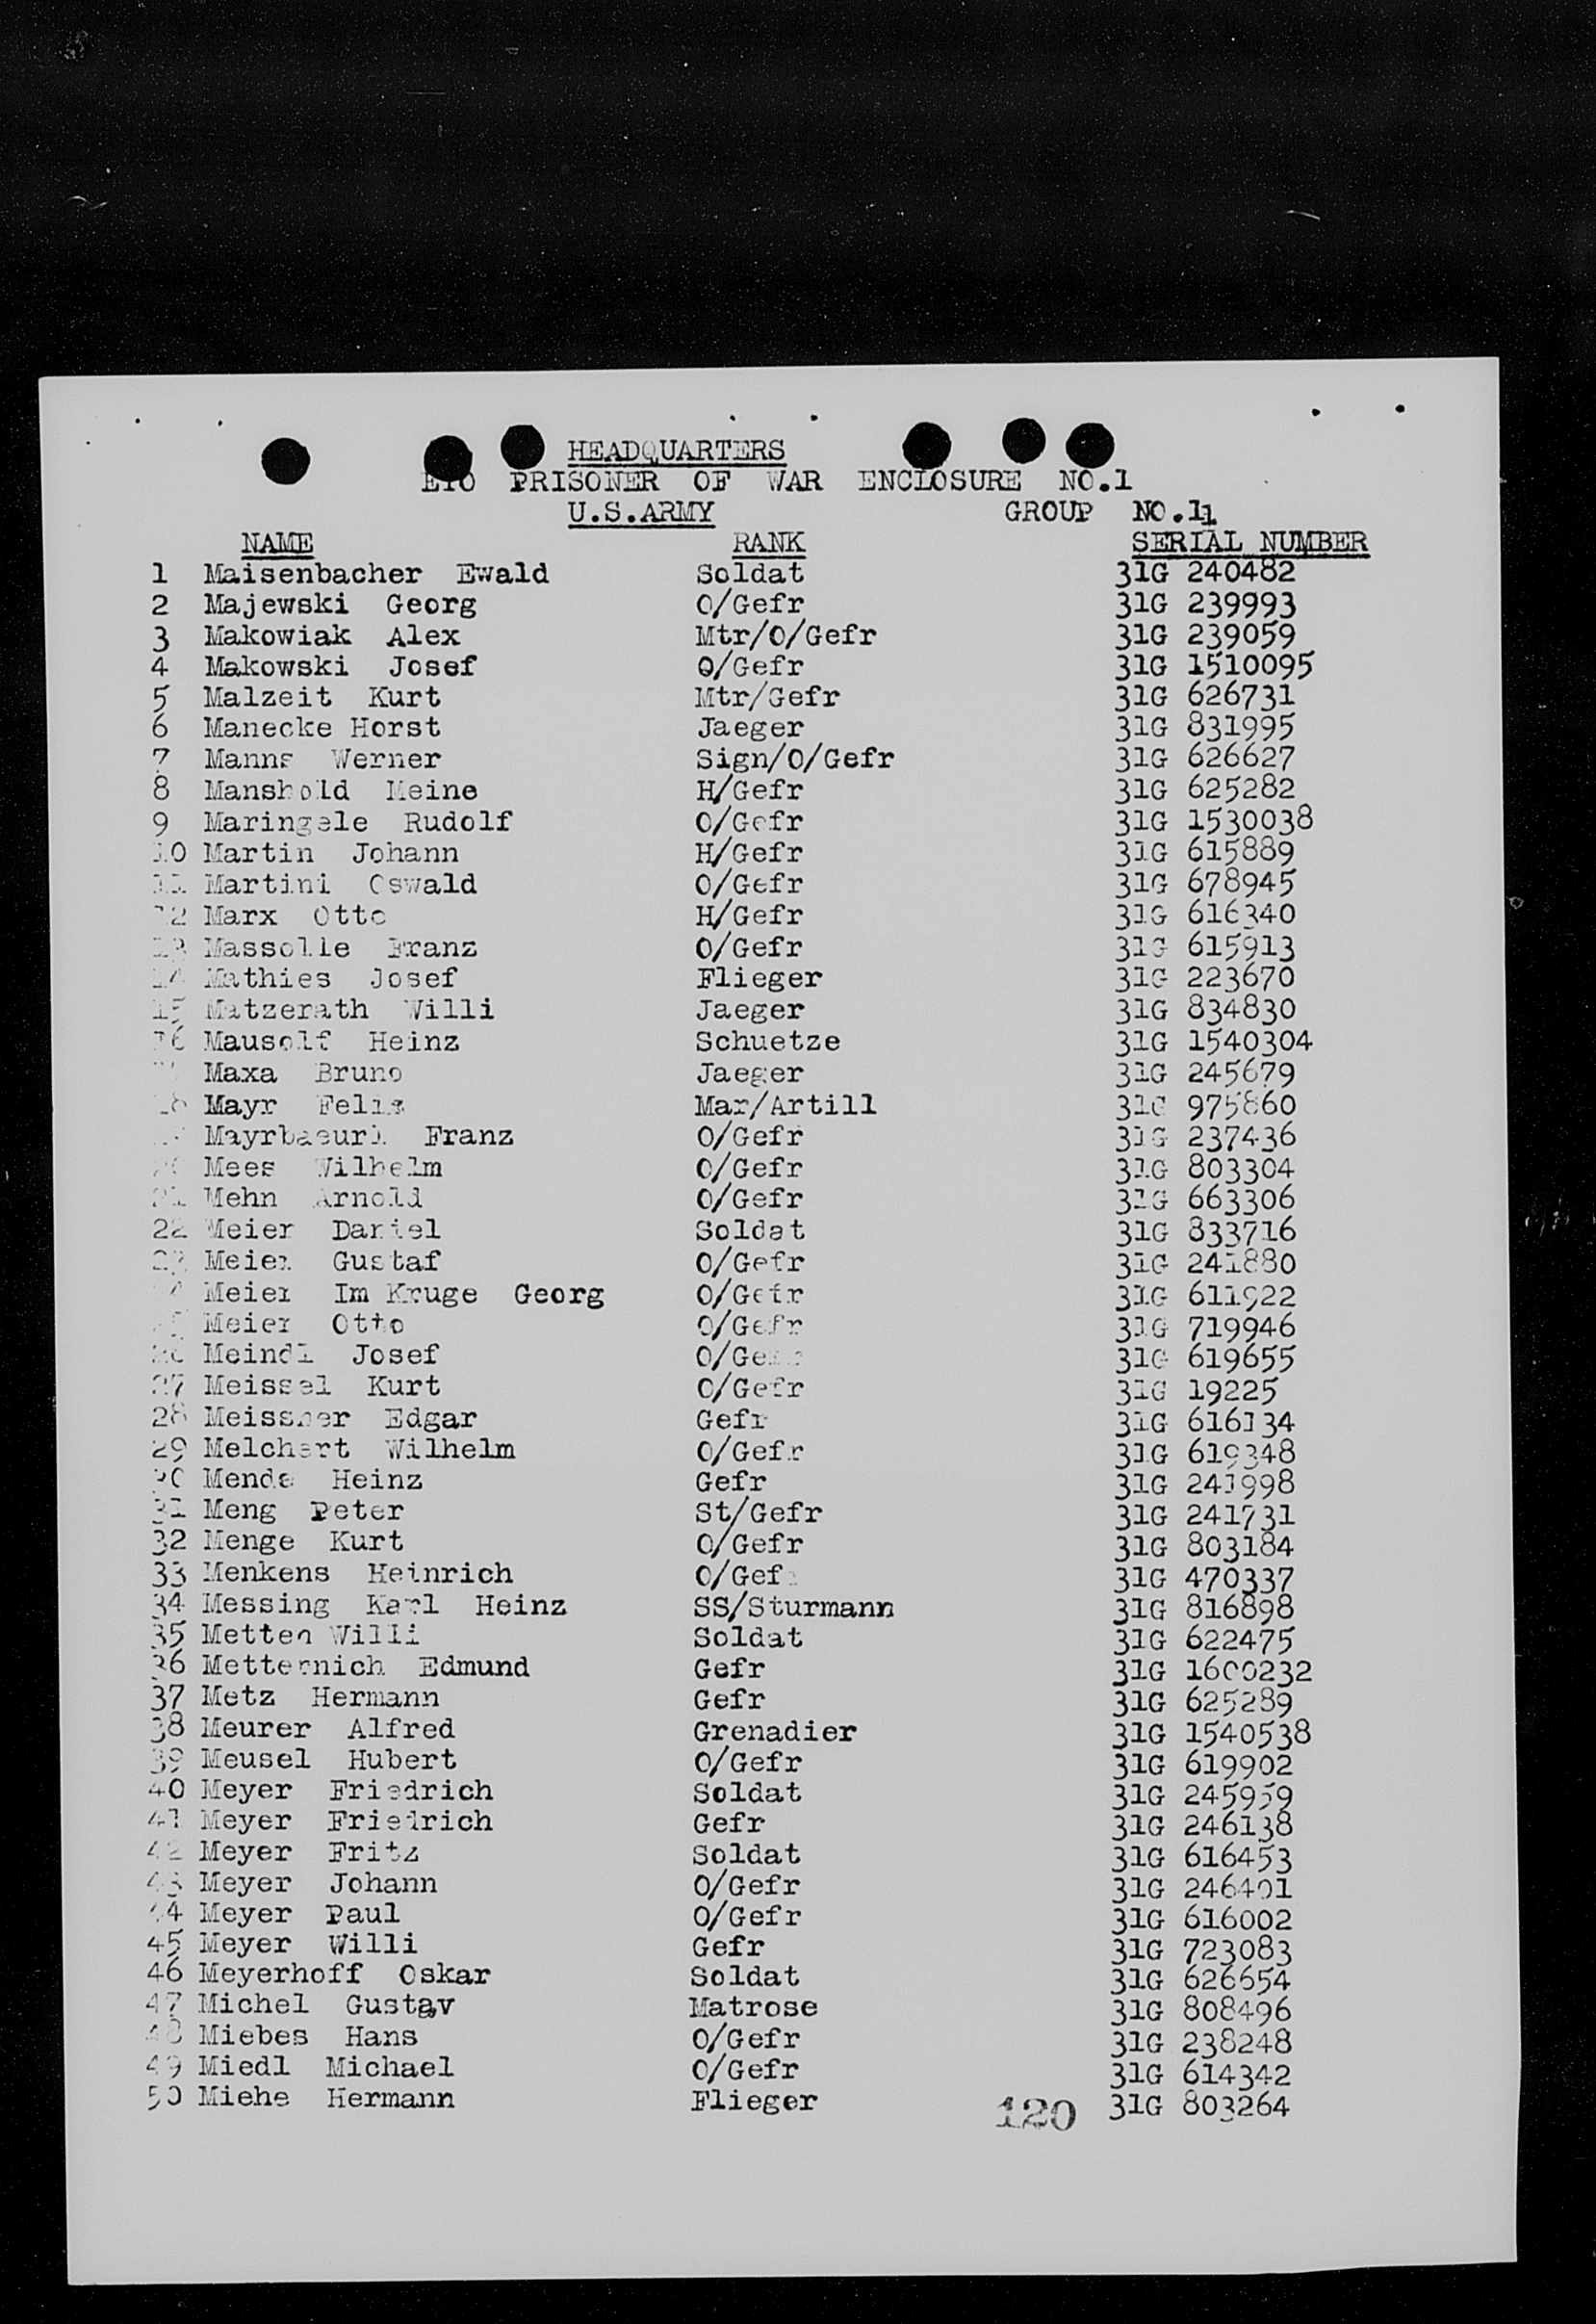 HEADQUARTERS
ETO PRISONER OF WAR ENCLOSURE NO.1
U.S.ARMY GROUP NO.11
NAME RANK SERIAL NUMBER
1 Maisenbacher Ewald Soldat 31G 240482
2 Majewski Georg O/Gefr 31G 239993
3 Makowiak Alex Mtr/O/Gefr 31G 239059
4 Makowski Josef O/Gefr 31G 1510095
5 Malzeit Kurt Mtr/Gefr 31G 626731
6 Manecke Horst Jaeger 31G 831995
7 Manns Werner Sign/O/Gefr 31G 626627
8 Manshold Meine H/Gefr 31G 625282
9 Maringele Rudolf O/Gefr 31G 1530038
10 Martin Johann H/Gefr 31G 615889
11 Martini Oswald O/Gefr 31G 678945
12 Marx Otto H/Gefr 31G 616340
13 Massolle Franz O/Gefr 31G 615913
14 Mathies Josef Flieger 31G 223670
15 Matzerath Willi Jaeger 31G 834830
16 Mausolf Heinz Schuetze 31G 1540304
Maxa Bruno Jaeger 31G 245679
18 Mayr Mar/Artill 31G 975860
Franz O/Gefr 31G 237436
20 Mees Wilhelm O/Gefr 31G 803304
21 Mehn Arnold O/Gefr 31G 663306
22 Meier Daniel Soldat 31G 833716
23 Meier Gustaf O/Gefr 31G 241880
24 Meier Im Kruge Georg O/Gefr 31G 611922
25 Meier Otto O/Gefr 31G 719946
26 Meindl Josef O/Gefr 31G 619655
27 Meissel Kurt O/Gefr 31G 19225
28 Meissner Edgar Gefr 31G 616134
29 Melchert Wilhelm O/Gefr 31G 619348
30 Mende Heinz Gefr 31G 241998
31 Meng Peter St/Gefr 31G 241731
32 Menge Kurt O/Gefr 31G 803184
33 Menkens Heinrich O/Gefr 31G 470337
34 Messing Karl Heinz SS/Sturmann 31G 816898
35 Metten Willi Soldat 31G 622475
36 Metternich Edmund Gefr 31G 1600232
37 Metz Hermann Gefr 31G 625289
38 Meurer Alfred Grenadier 31G 1540538
39 Meusel Hubert O/Gefr 31G 619902
40 Meyer Friedrich Soldat 31G 245959
41 Meyer Friedrich Gefr 31G 246138
42 Meyer Fritz Soldat 31G 616453
43 Meyer Johann O/Gefr 31G 246401
44 Meyer Paul O/Gefr 31G 616002
45 Meyer Willi Gefr 31G 723083
46 Meyerhoff Oskar Soldat 31G 626654
47 Michel Gustav Matrose 31G 808496
48 Miebes Hans O/Gefr 31G 238248
49 Miedl Michael O/Gefr 31G 614342
50 Miehe Hermann Flieger 31G 803264
120